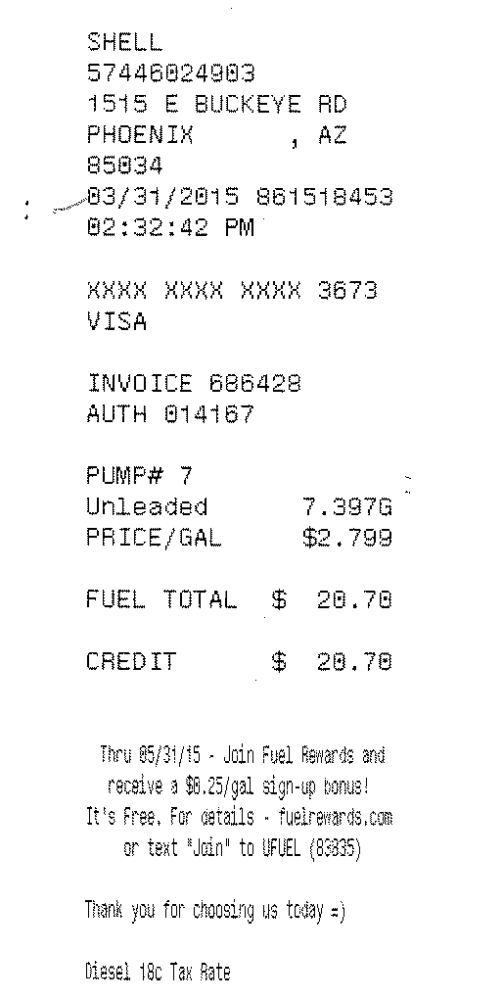 SHELL
57446024903
1515 E BUCKEYE RD
PHOENIX , AZ
85034
03/31/2015 861518453
02:32:42 PM
XXXX XXXX XXXX 3673
VISA
INVOICE 686428
AUTH 014167
PUMP# 7
Unleaded 7.397G
PRICE/GAL $2.799
FUEL TOTAL $ 20.70
CREDIT $ 20.70
Thru 05/31/15 - Join Fuel Rewards and
receive a $0.25/gal sign-up bonus!
It's Free. For details - fuelrewards.com
or text "Join" to UFUEL (83835)
Thank you for choosing us today =)
Diesel 18c Tax Rate